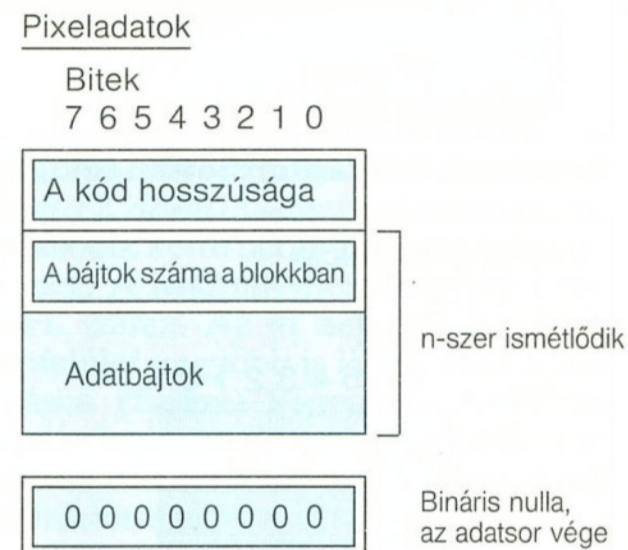 Pixeladatok
Bitek
7 6 5 4 3 2 1 0
A kód hosszúsága
A bájtok száma a blokkban
Adatbájtok
n-szer ismétlődik
0 0 0 0 0 0 0 0
Bináris nulla,
az adatsor vége